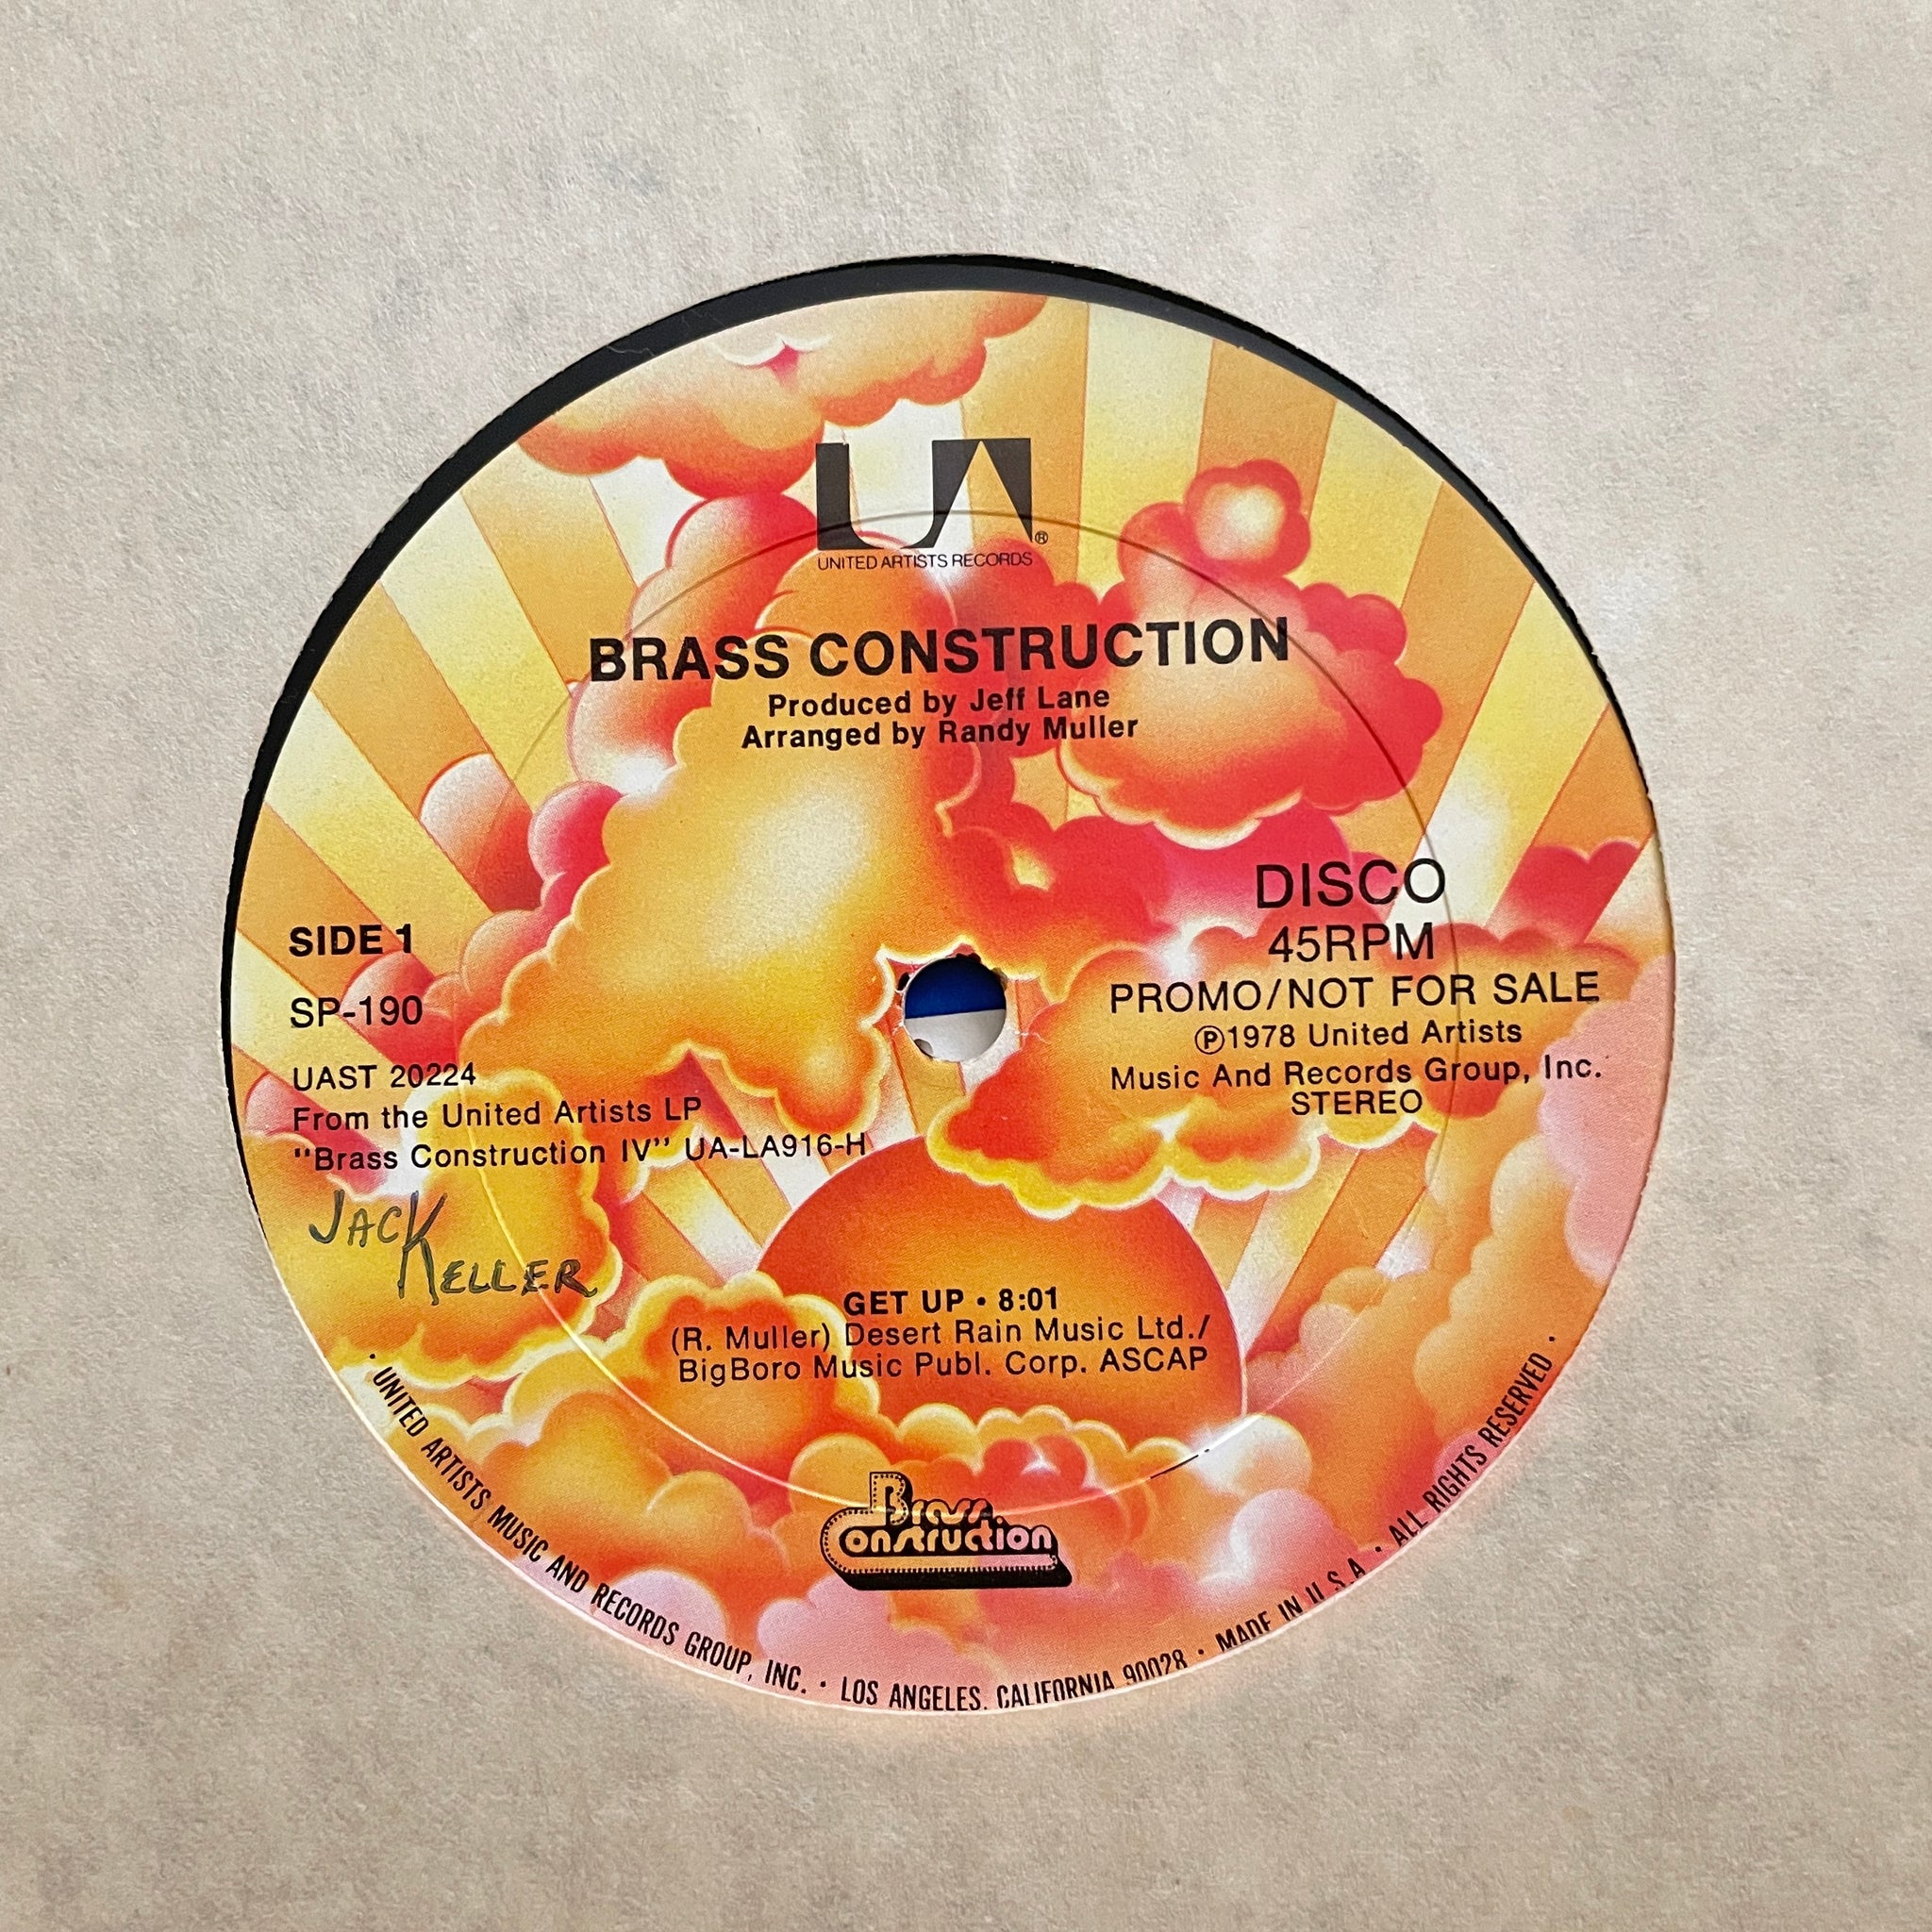 UA®
UNITED ARTISTS RECORDS
BRASS CONSTRUCTION
Produced by Jeff Lane
Arranged by Randy Muller
SIDE 1
SP-190
UAST 20224
From the United Artists LP
"Brass Construction IV" UA-LA916-H
JACK
KELLER
DISCO
45RPM
PROMO/NOT FOR SALE
℗1978 United Artists
Music And Records Group, Inc.
STEREO
GET UP • 8:01
(R. Muller) Desert Rain Music Ltd./
BigBoro Music Publ. Corp. ASCAP
Brass
Construction
• UNITED ARTISTS MUSIC AND RECORDS GROUP, INC. • LOS ANGELES, CALIFORNIA 90028 • MADE IN U.S.A • ALL RIGHTS RESERVED •